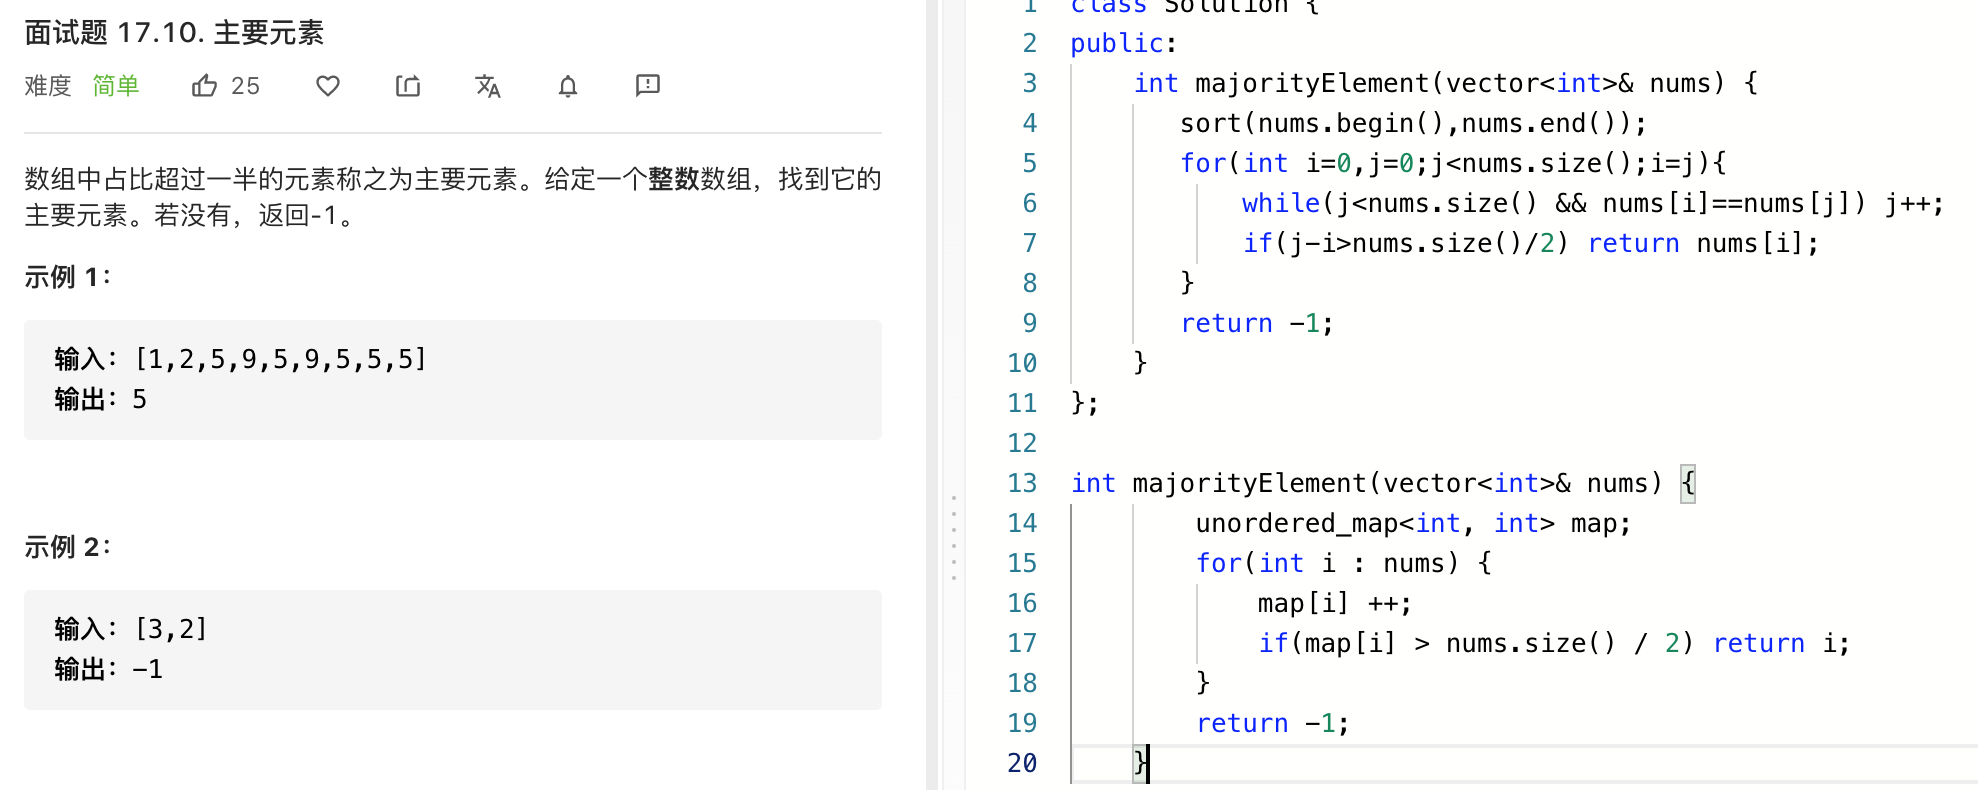 面试题 17.10. 主要元素
难度 简单 25
数组中占比超过一半的元素称之为主要元素。给定一个整数数组，找到它的
主要元素。若没有，返回-1。
示例 1：
输入：[1,2,5,9,5,9,5,5,5]
输出：5
示例 2：
输入：[3,2]
输出：-1
1 class Solution {
2 public:
3     int majorityElement(vector<int>& nums) {
4        sort(nums.begin(),nums.end());
5        for(int i=0,j=0;j<nums.size();i=j){
6            while(j<nums.size() && nums[i]==nums[j]) j++;
7            if(j-i>nums.size()/2) return nums[i];
8        }
9        return -1;
10     }
11 };
12
13 int majorityElement(vector<int>& nums) {
14         unordered_map<int, int> map;
15         for(int i : nums) {
16             map[i] ++;
17             if(map[i] > nums.size() / 2) return i;
18         }
19         return -1;
20     }